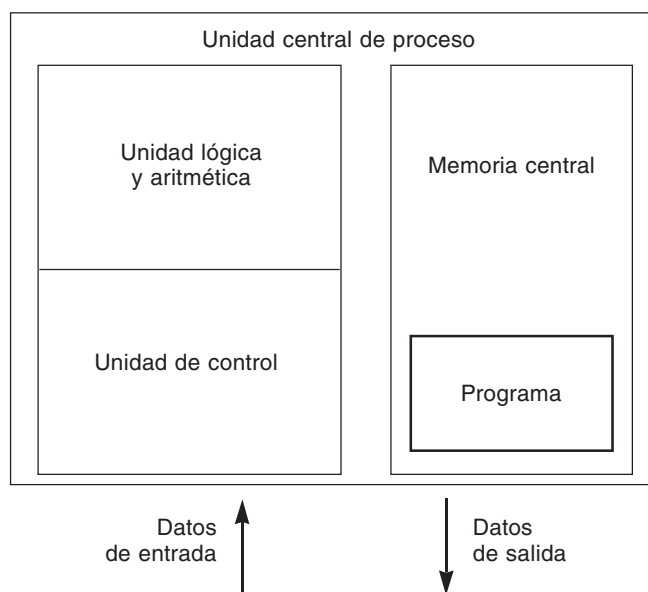 Unidad central de proceso
Unidad lógica
y aritmética
Memoria central
Unidad de control
Programa
Datos
de entrada
Datos
de salida